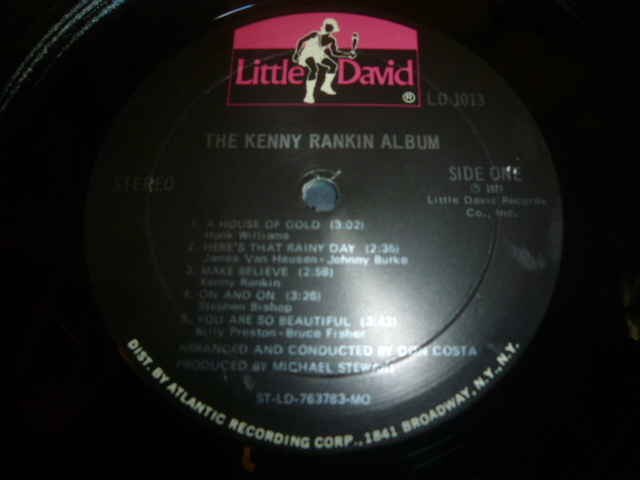 Little David ®
LD 1013
THE KENNY RANKIN ALBUM
STEREO
SIDE ONE
℗ 1977
Little David Records
Co., Inc.
1. A HOUSE OF GOLD (3:02)
Hank Williams
2. HERE'S THAT RAINY DAY (2:35)
James Van Heusen - Johnny Burke
3. MAKE BELIEVE (2:58)
Kenny Rankin
4. ON AND ON (3:26)
Stephen Bishop
5. YOU ARE SO BEAUTIFUL (3:42)
Billy Preston - Bruce Fisher
ARRANGED AND CONDUCTED BY DON COSTA
PRODUCED BY MICHAEL STEWART
ST-LD-763783-MO
DIST. BY ATLANTIC RECORDING CORP., 1841 BROADWAY, N.Y., N.Y.